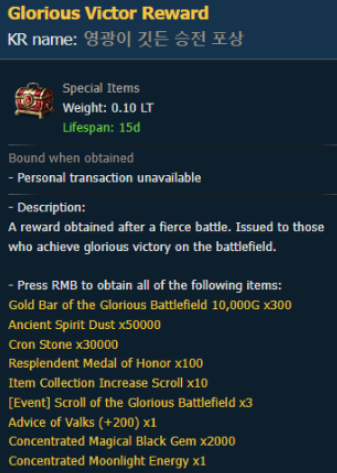 Glorious Victor Reward
KR name: 영광이 깃든 승전 포상
Special Items
Weight: 0.10 LT
Lifespan: 15d
Bound when obtained
- Personal transaction unavailable
- Description:
A reward obtained after a fierce battle. Issued to those
who achieve glorious victory on the battlefield.
- Press RMB to obtain all of the following items:
Gold Bar of the Glorious Battlefield 10,000G x300
Ancient Spirit Dust x50000
Cron Stone x30000
Resplendent Medal of Honor x100
Item Collection Increase Scroll x10
[Event] Scroll of the Glorious Battlefield x3
Advice of Valks (+200) x1
Concentrated Magical Black Gem x2000
Concentrated Moonlight Energy x1